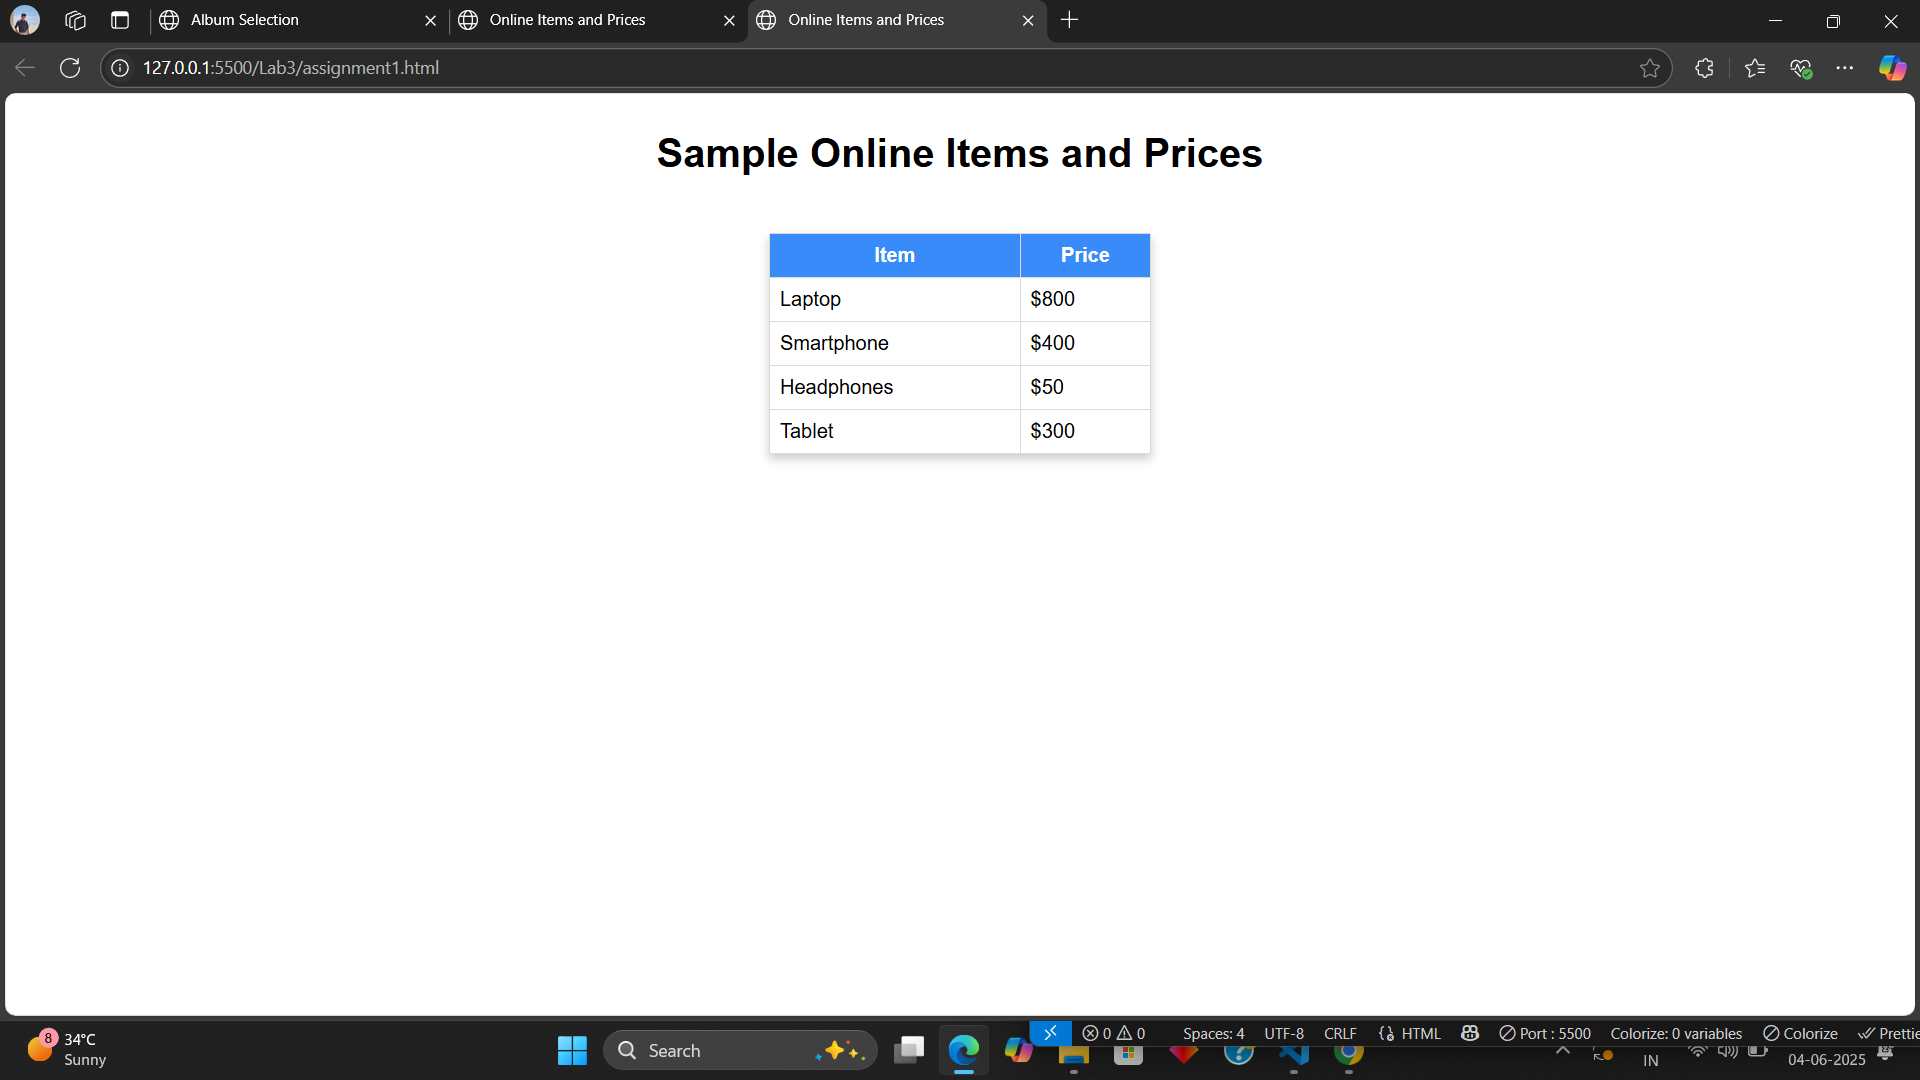 Album Selection
Online Items and Prices
Online Items and Prices
127.0.0.1:5500/Lab3/assignment1.html
Sample Online Items and Prices
Item Price
Laptop $800
Smartphone $400
Headphones $50
Tablet $300
8
34°C
Sunny
Search
0 0 Spaces: 4 UTF-8 CRLF HTML Port : 5500 Colorize: 0 variables Colorize Prettie
IN
04-06-2025